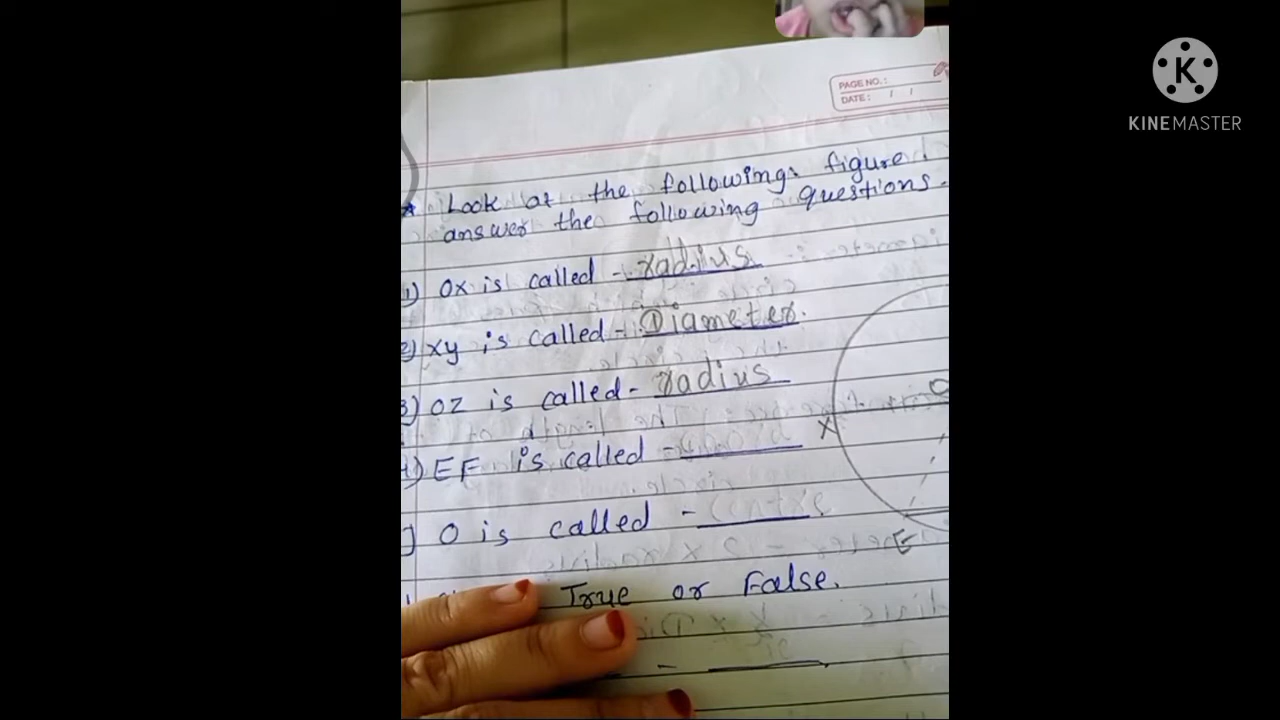 PAGE NO.:
DATE: / /
KINEMASTER
Look at the following figure.
answer the following questions.
1) OX is called - radius
2) xy is called - Diameter.
3) OZ is called - radius
4) EF is called -
O is called - Centre
True or False.
X
O
E